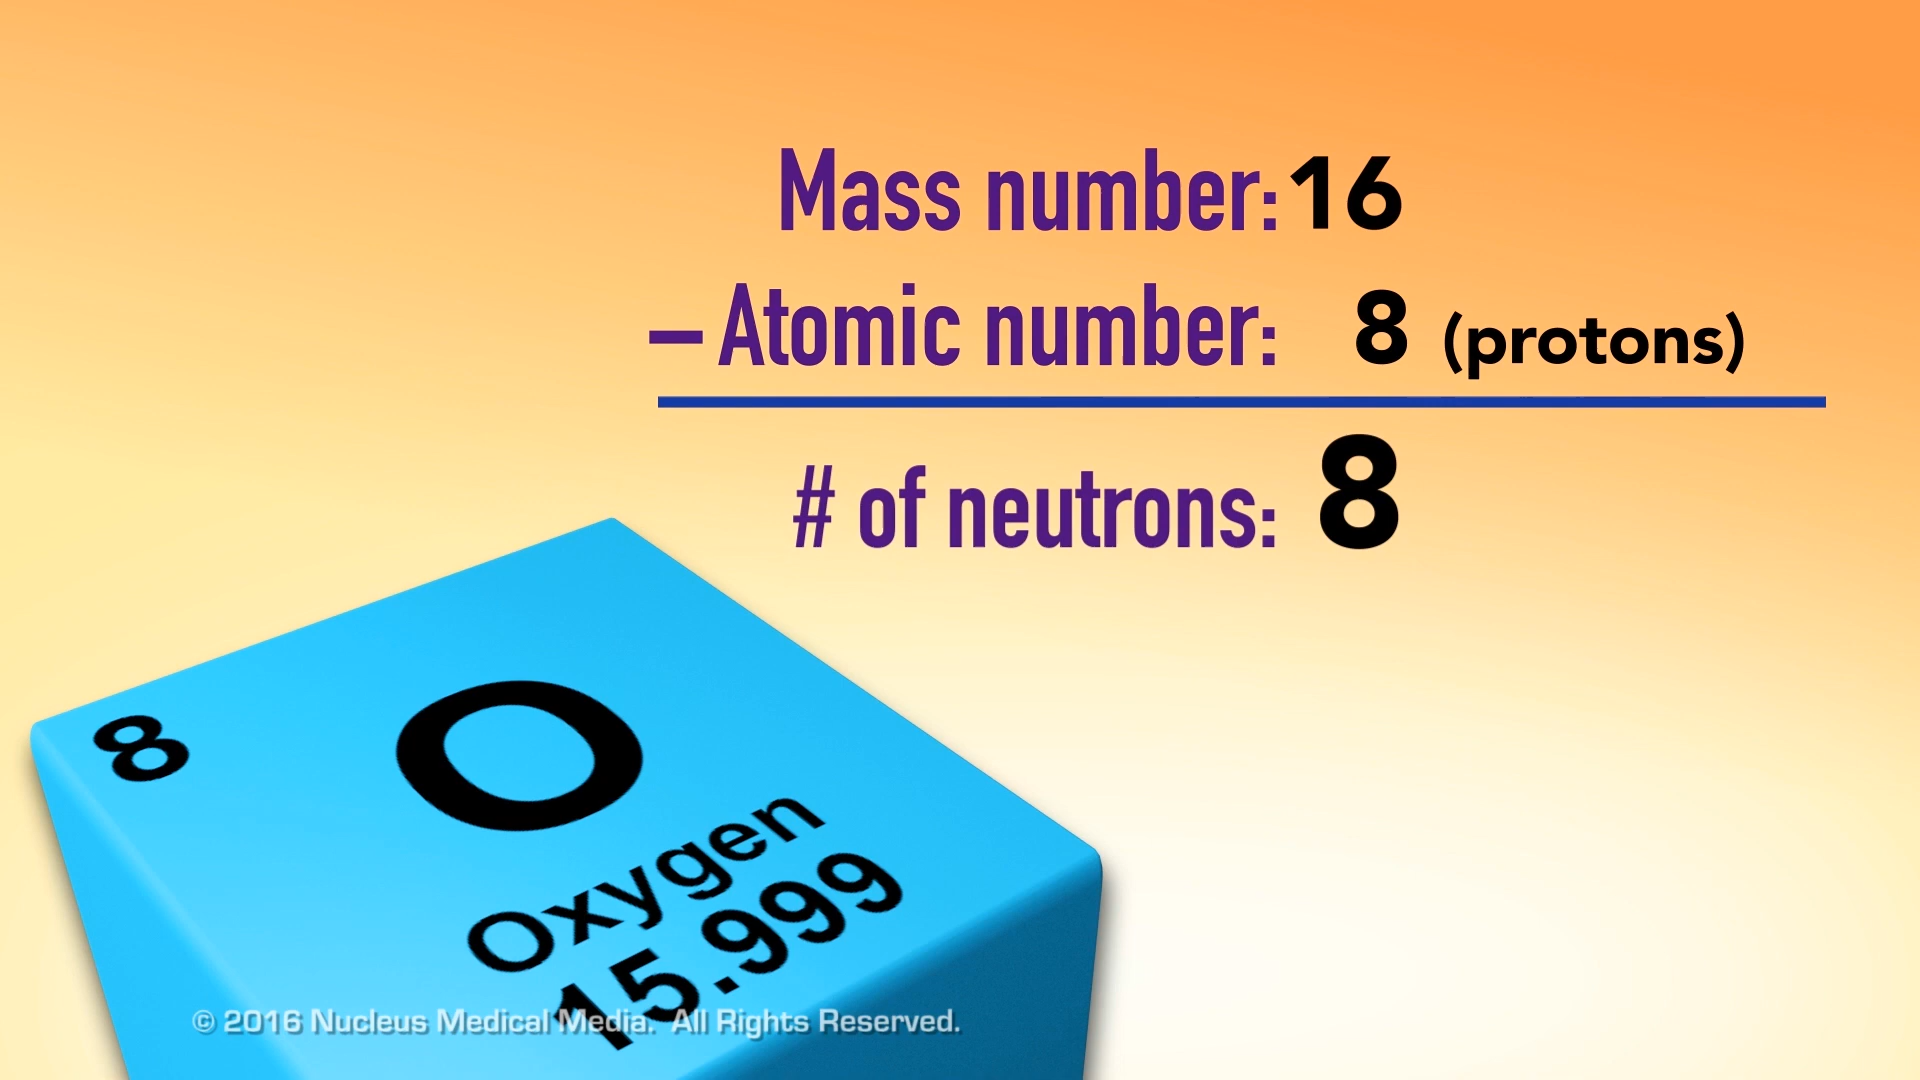 Mass number: 16
– Atomic number: 8 (protons)
# of neutrons: 8
8
O
Oxygen
15.999
© 2016 Nucleus Medical Media. All Rights Reserved.